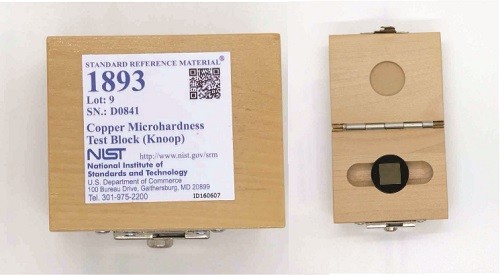 STANDARD REFERENCE MATERIAL®
1893
Lot: 9
SN.: D0841
Copper Microhardness
Test Block (Knoop)
NIST http://www.nist.gov/srm
National Institute of
Standards and Technology
U.S. Department of Commerce
100 Bureau Drive, Gaithersburg, MD 20899
Tel. 301-975-2200
ID160607